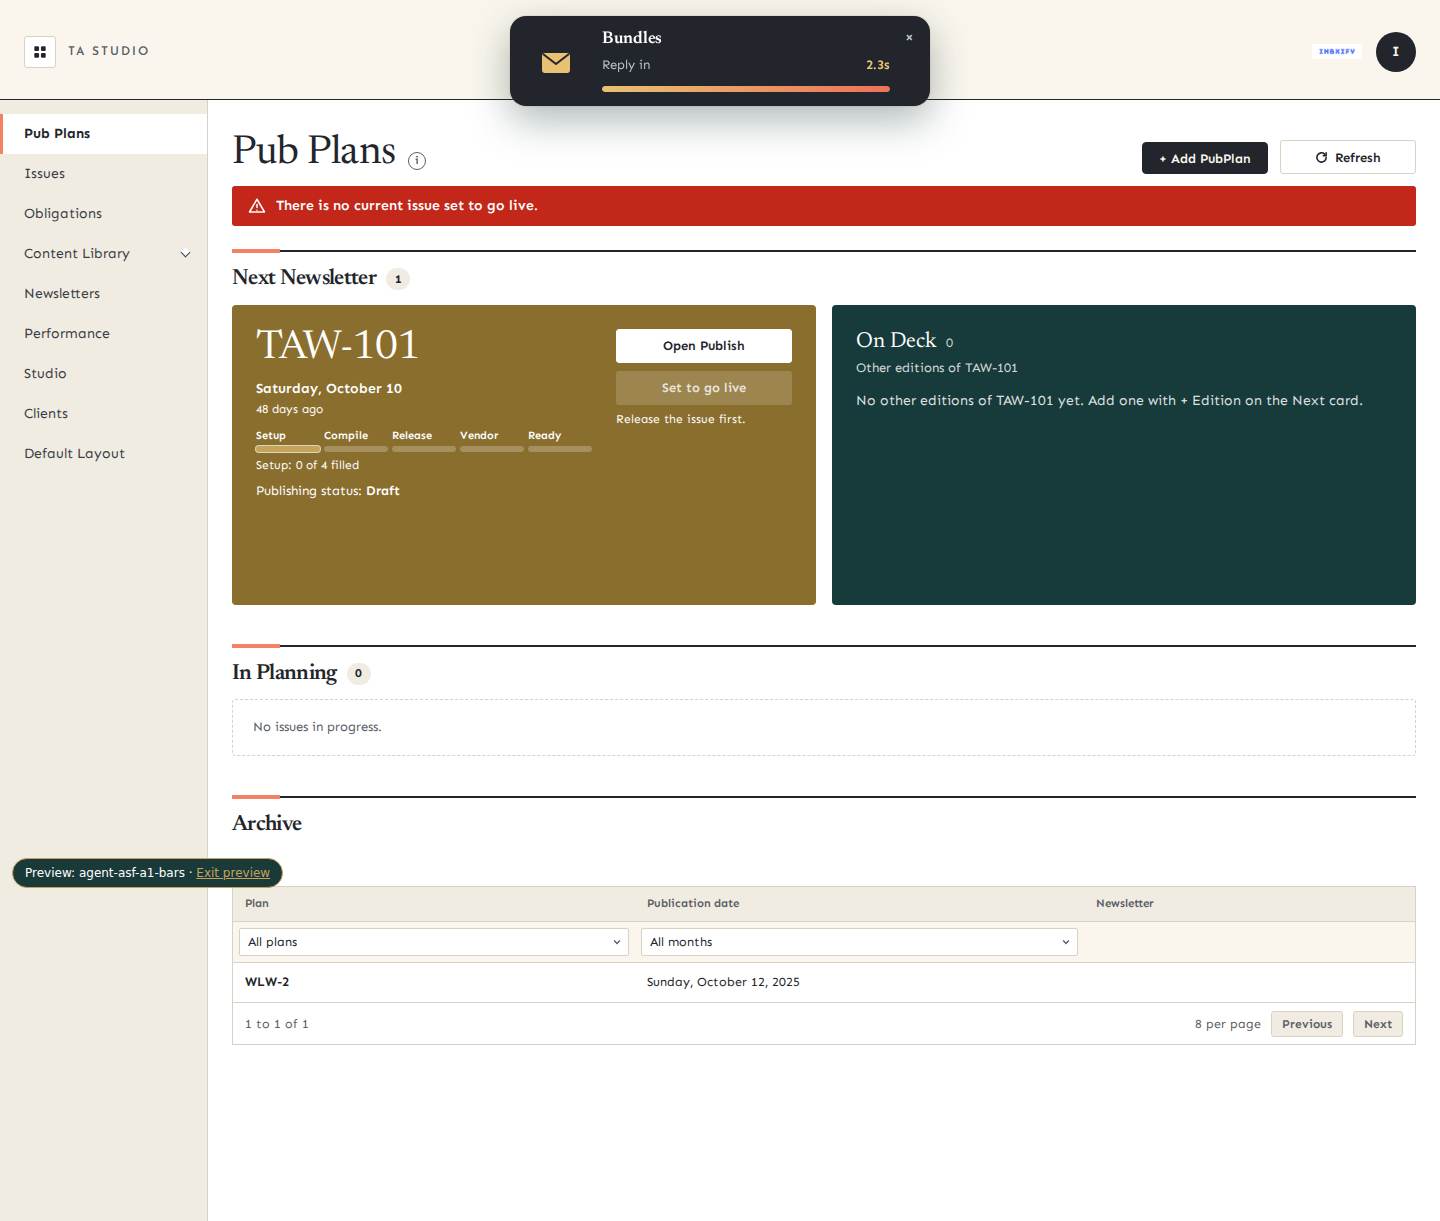 TA STUDIO
Bundles
×
Reply in
2.3s
INBXIFY
I
Pub Plans
Issues
Obligations
Content Library
Newsletters
Performance
Studio
Clients
Default Layout
Pub Plans
i
+ Add PubPlan
Refresh
There is no current issue set to go live.
Next Newsletter 1
TAW-101
Saturday, October 10
48 days ago
Setup Compile Release Vendor Ready
Setup: 0 of 4 filled
Publishing status: Draft
Open Publish
Set to go live
Release the issue first.
On Deck 0
Other editions of TAW-101
No other editions of TAW-101 yet. Add one with + Edition on the Next card.
In Planning 0
No issues in progress.
Archive
Preview: agent-asf-a1-bars · Exit preview
Plan Publication date Newsletter
All plans All months
WLW-2 Sunday, October 12, 2025
1 to 1 of 1
8 per page Previous Next